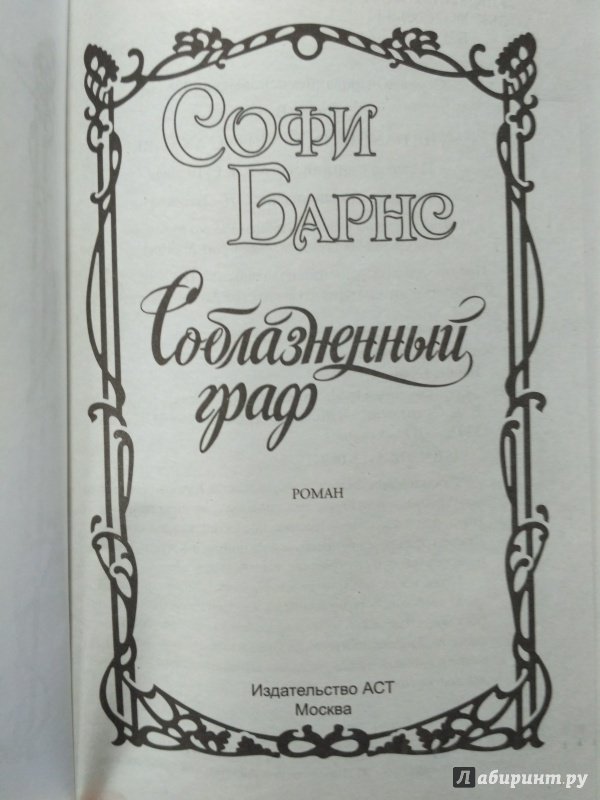 Софи
Барнс
Соблазненный
граф
РОМАН
Издательство АСТ
Москва
Лабиринт.ру